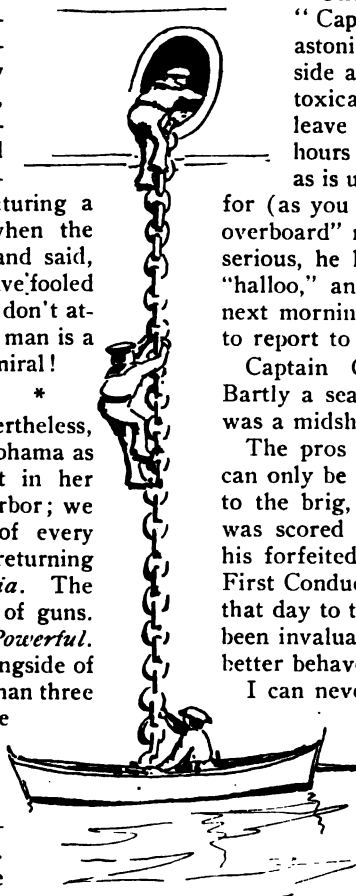 turing a
when the
and said,
ve fooled
don't at-
man is a
miral!
*
ertheless,
ohama as
t in her
rbor; we
of every
returning
ia. The
of guns.
Powerful.
ngside of
han three
e
" Cap
astoni
side a
toxica
leave
hours
as is u
for (as you
overboard"
serious, he
"halloo," an
next mornin
to report to
Captain
Bartly a sea
was a midsh
The pros
can only be
to the brig,
was scored
his forfeited
First Condu
that day to t
been invalua
better behav
I can neve